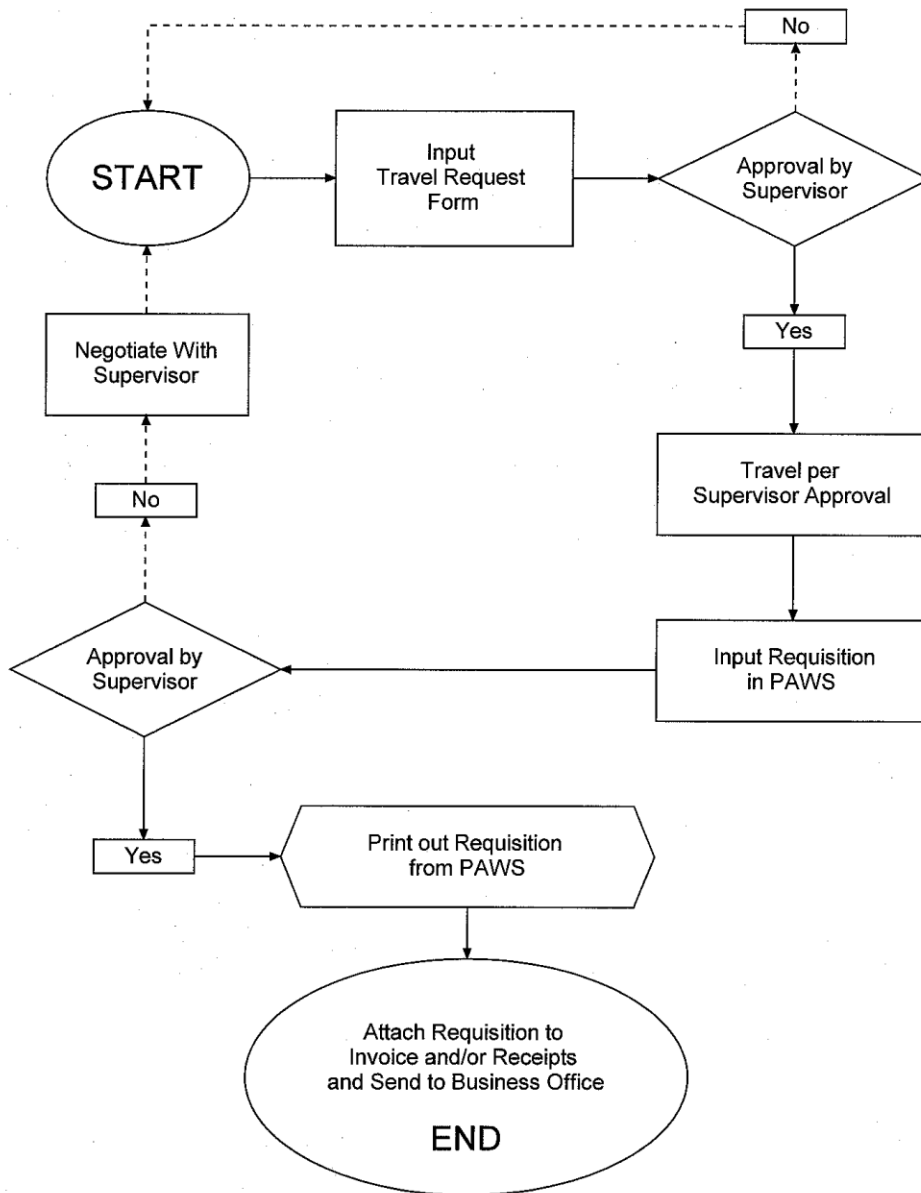 No
START
Input
Travel Request
Form
Approval by
Supervisor
Yes
Negotiate With
Supervisor
Travel per
Supervisor Approval
No
Approval by
Supervisor
Input Requisition
in PAWS
Yes
Print out Requisition
from PAWS
Attach Requisition to
Invoice and/or Receipts
and Send to Business Office
END